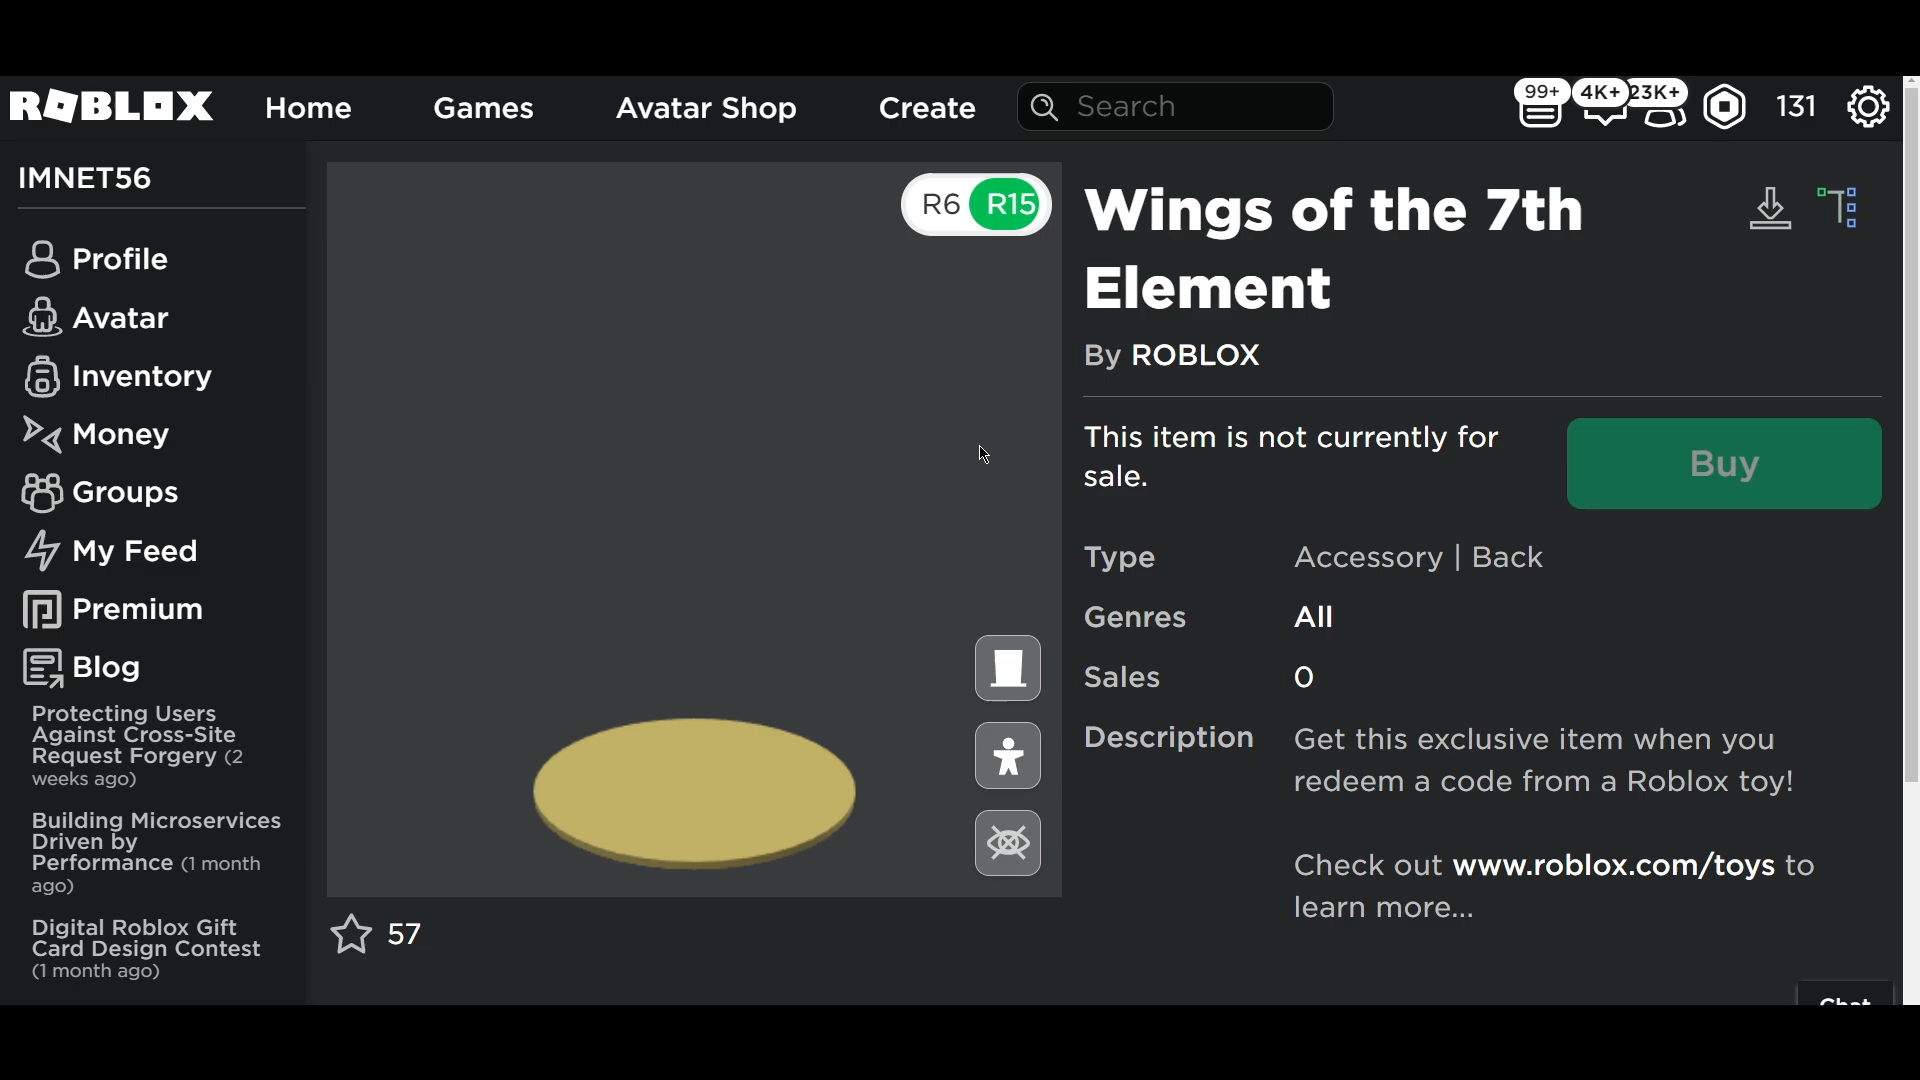 ROBLOX Home Games Avatar Shop Create Search 99+ 4K+ 23K+ 131
IMNET56
Profile
Avatar
Inventory
Money
Groups
My Feed
Premium
Blog
Protecting Users
Against Cross-Site
Request Forgery (2
weeks ago)
Building Microservices
Driven by
Performance (1 month
ago)
Digital Roblox Gift
Card Design Contest
(1 month ago)
R6 R15
57
Wings of the 7th
Element
By ROBLOX
This item is not currently for
sale.
Buy
Type Accessory | Back
Genres All
Sales 0
Description Get this exclusive item when you
redeem a code from a Roblox toy!
Check out www.roblox.com/toys to
learn more...
Chat